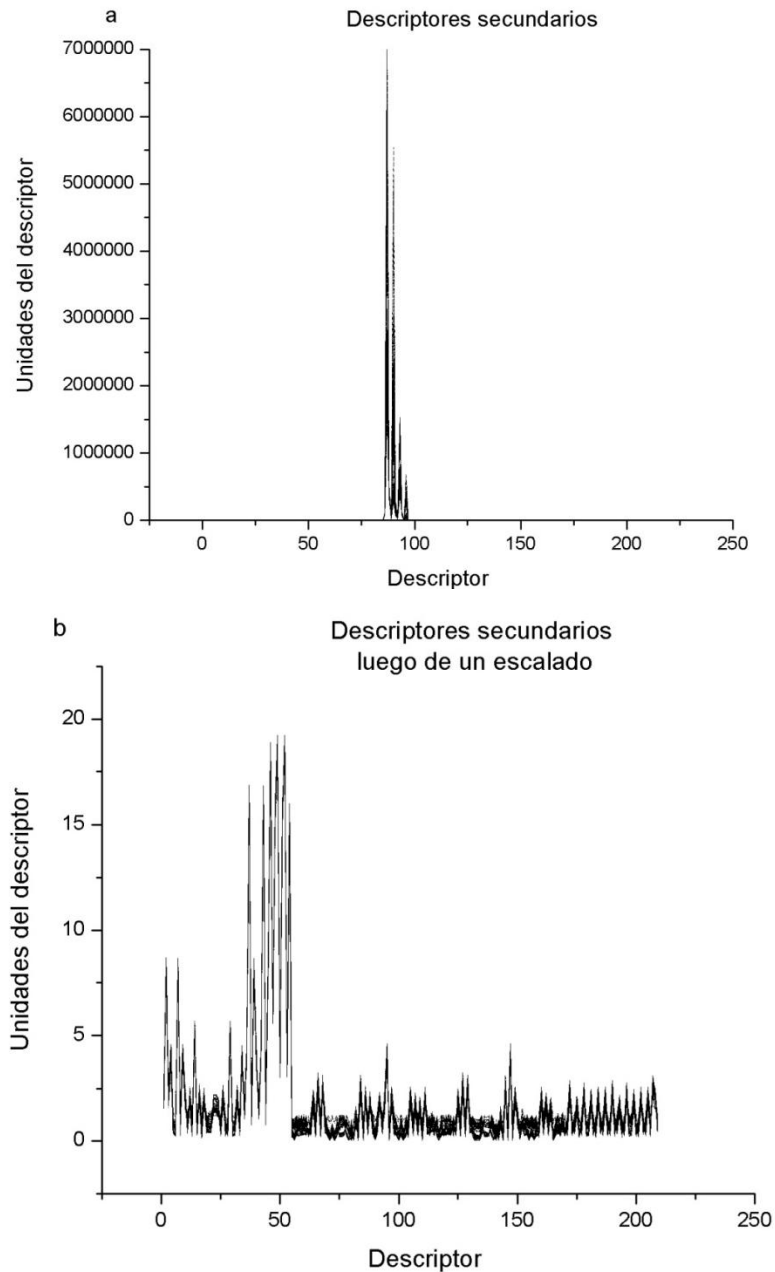 a
Descriptores secundarios
7000000
6000000
5000000
4000000
3000000
2000000
1000000
0
Unidades del descriptor
0 50 100 150 200 250
Descriptor
b
Descriptores secundarios
luego de un escalado
20
15
10
5
0
Unidades del descriptor
0 50 100 150 200 250
Descriptor